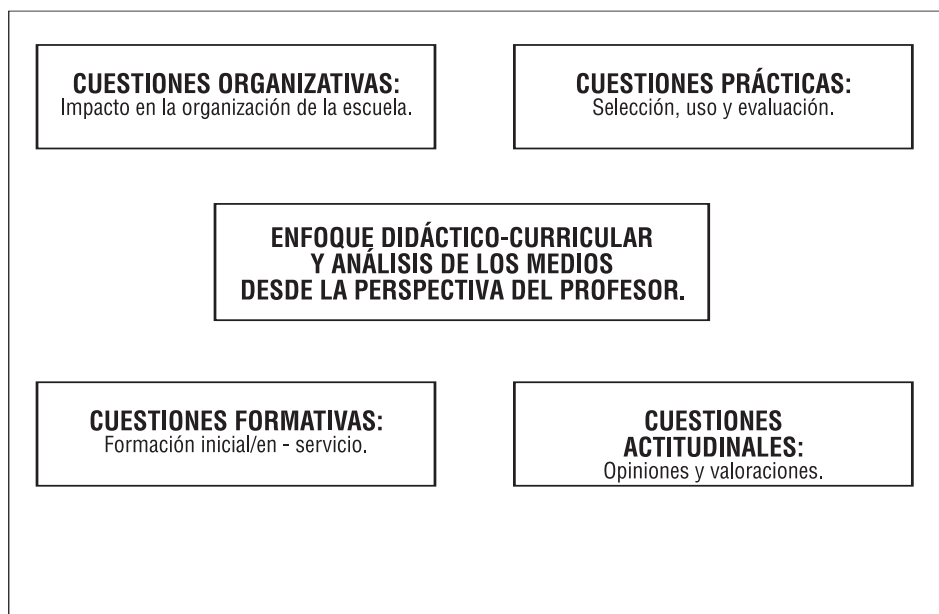 CUESTIONES ORGANIZATIVAS:
Impacto en la organización de la escuela.
CUESTIONES PRÁCTICAS:
Selección, uso y evaluación.
ENFOQUE DIDÁCTICO-CURRICULAR
Y ANÁLISIS DE LOS MEDIOS
DESDE LA PERSPECTIVA DEL PROFESOR.
CUESTIONES FORMATIVAS:
Formación inicial/en - servicio.
CUESTIONES
ACTITUDINALES:
Opiniones y valoraciones.